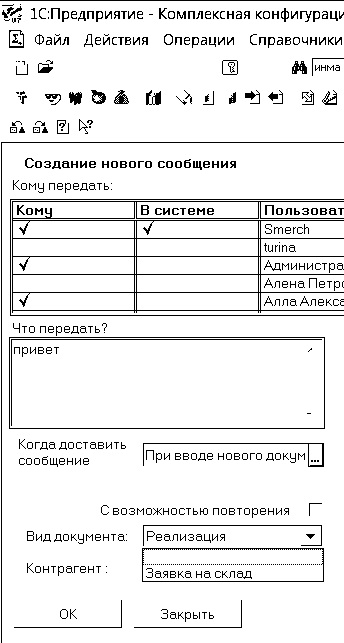 1С:Предприятие - Комплексная конфигураци
Файл Действия Операции Справочники
инма
Создание нового сообщения
Кому передать:
Кому В системе Пользоват
Smerch
turina
Администра
Алена Петро
Алла Алекса
Что передать?
привет
Когда доставить
сообщение
При вводе нового докум ...
С возможностью повторения
Вид документа: Реализация
Контрагент :
Заявка на склад
OK Закрыть